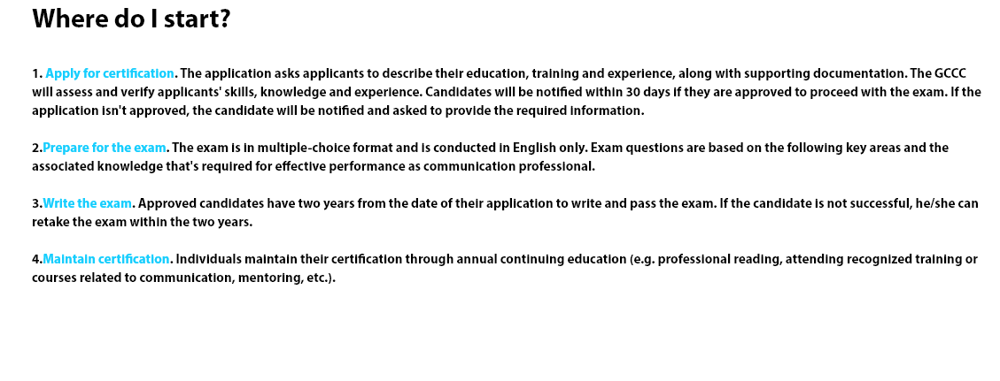 Where do I start?
1. Apply for certification. The application asks applicants to describe their education, training and experience, along with supporting documentation. The GCCC
will assess and verify applicants' skills, knowledge and experience. Candidates will be notified within 30 days if they are approved to proceed with the exam. If the
application isn't approved, the candidate will be notified and asked to provide the required information.
2.Prepare for the exam. The exam is in multiple-choice format and is conducted in English only. Exam questions are based on the following key areas and the
associated knowledge that's required for effective performance as communication professional.
3.Write the exam. Approved candidates have two years from the date of their application to write and pass the exam. If the candidate is not successful, he/she can
retake the exam within the two years.
4.Maintain certification. Individuals maintain their certification through annual continuing education (e.g. professional reading, attending recognized training or
courses related to communication, mentoring, etc.).